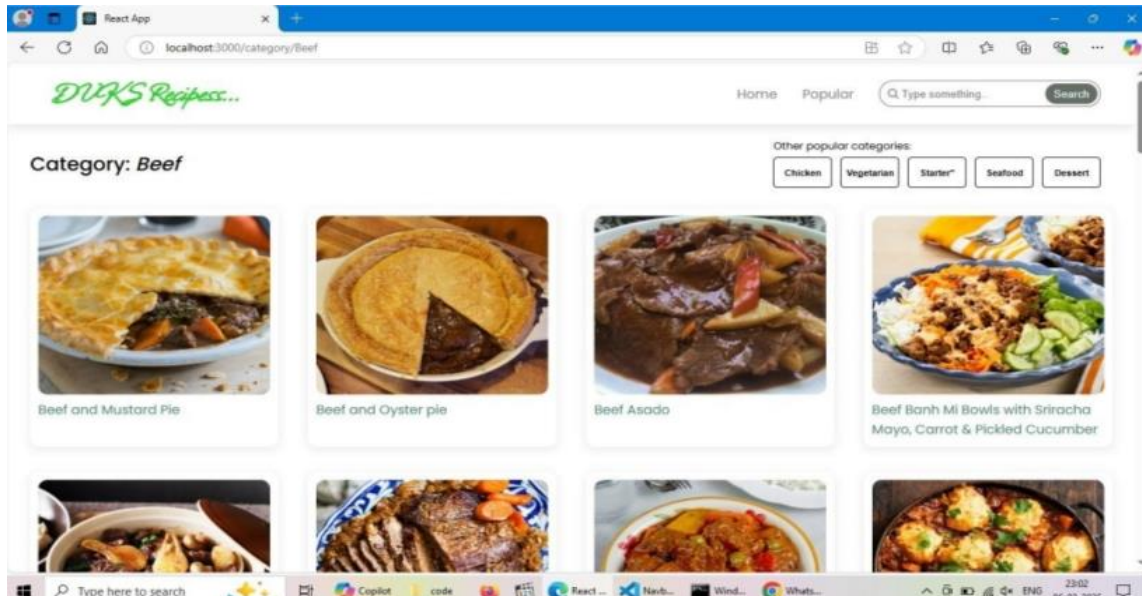 React App
localhost:3000/category/Beef
DUKS Recipess...
Home Popular Type something... Search
Category: Beef
Other popular categories:
Chicken Vegetarian Starter" Seafood Dessert
Beef and Mustard Pie
Beef and Oyster pie
Beef Asado
Beef Banh Mi Bowls with Sriracha
Mayo, Carrot & Pickled Cucumber
Type here to search Copilot code React ... Navb... Wind... Whats... ENG 23:02